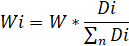 Wi = W * Di / ∑n Di